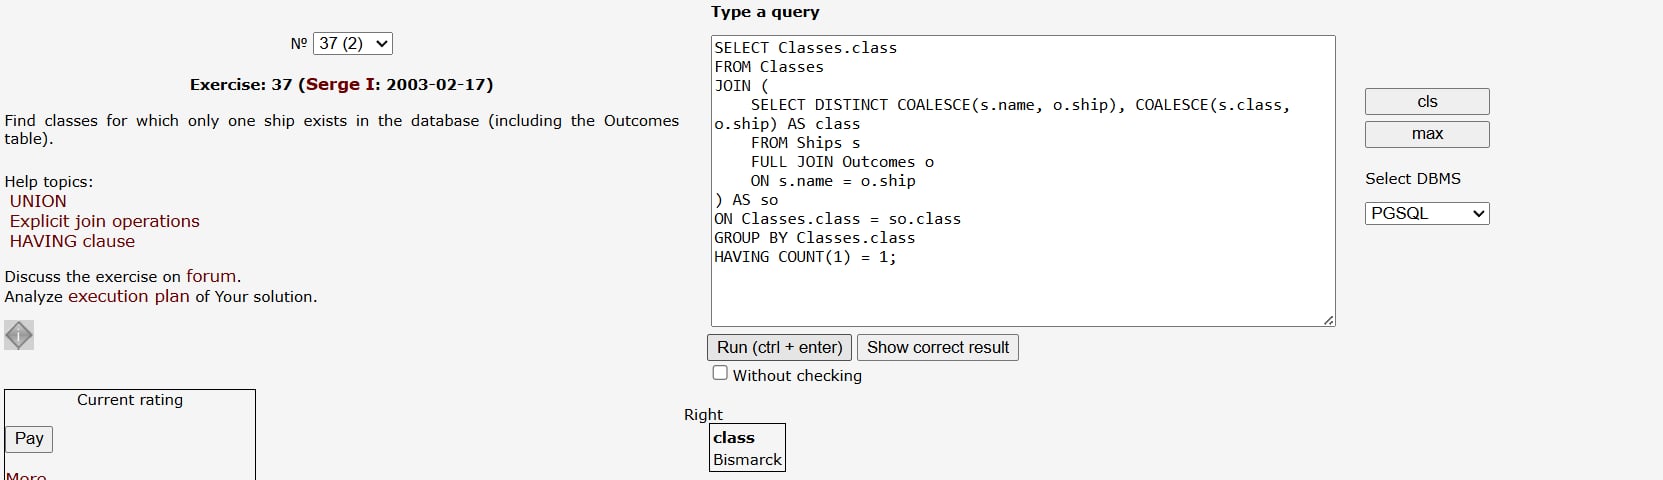 № 37 (2)
Exercise: 37 (Serge I: 2003-02-17)
Find classes for which only one ship exists in the database (including the Outcomes
table).
Help topics:
UNION
Explicit join operations
HAVING clause
Discuss the exercise on forum.
Analyze execution plan of Your solution.
i
Current rating
Pay
More
Type a query
SELECT Classes.class
FROM Classes
JOIN (
    SELECT DISTINCT COALESCE(s.name, o.ship), COALESCE(s.class,
o.ship) AS class
    FROM Ships s
    FULL JOIN Outcomes o
    ON s.name = o.ship
) AS so
ON Classes.class = so.class
GROUP BY Classes.class
HAVING COUNT(1) = 1;
Run (ctrl + enter) Show correct result
Without checking
Right
class
Bismarck
cls
max
Select DBMS
PGSQL